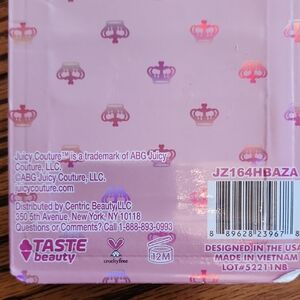 Juicy Couture™ is a trademark of ABG Juicy
Couture, LLC.
©ABG Juicy Couture, LLC.
juicycouture.com
Distributed by Centric Beauty LLC
350 5th Avenue. New York, NY 10118
Questions or Comments? Call 1-888-893-0993
TASTE
beauty
crueltyfree
12M
JZ164HBAZA
8 89628 23967 8
DESIGNED IN THE USA
MADE IN VIETNAM
LOT#52211NB